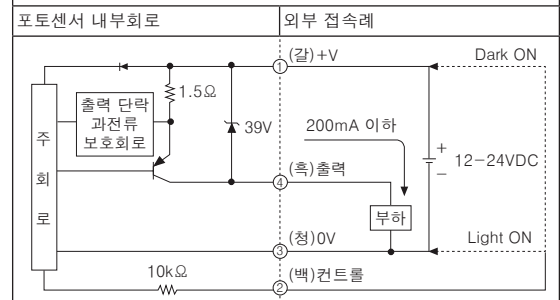 포토센서 내부회로
외부 접속례
(갈)+V
Dark ON
1
1.5Ω
출력 단락
과전류
보호회로
39V
200mA 이하
+
12-24VDC
−
주
회
로
(흑)출력
4
부하
(청)0V
Light ON
3
10kΩ
(백)컨트롤
2